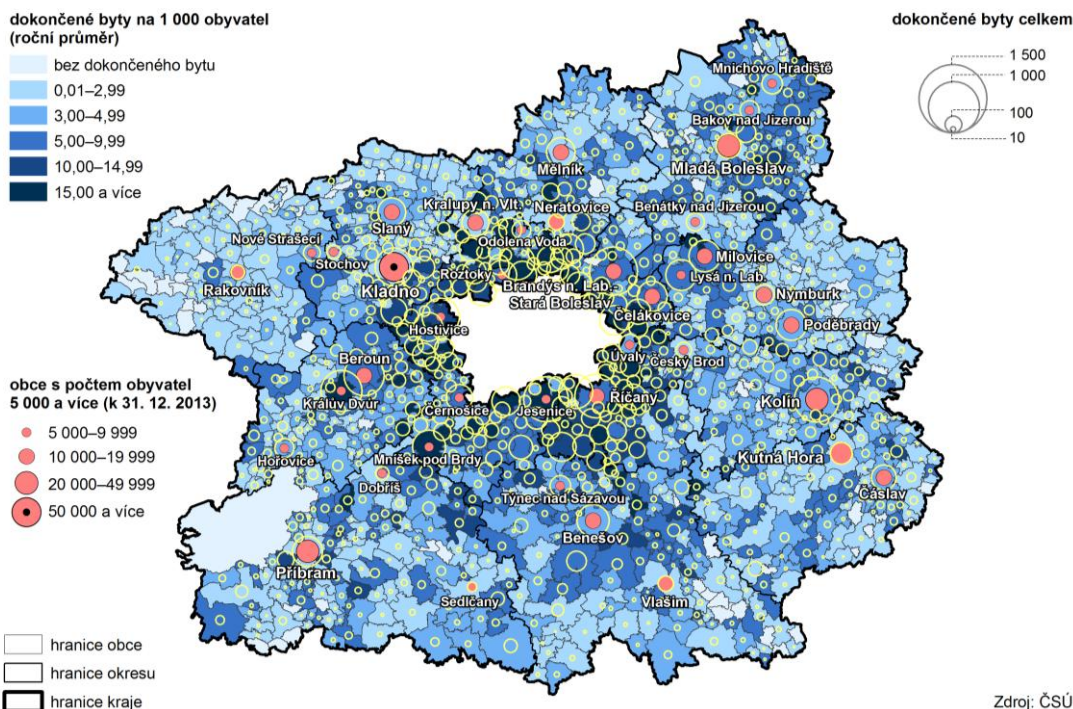 dokončené byty na 1 000 obyvatel
(roční průměr)
bez dokončeného bytu
0,01–2,99
3,00–4,99
5,00–9,99
10,00–14,99
15,00 a více
dokončené byty celkem
1 500
1 000
100
10
Mnichovo Hradiště
Bakov nad Jizerou
Mladá Boleslav
Mělník
Benátky nad Jizerou
Kralupy n. Vlt.
Neratovice
Slaný
Odolena Voda
Nové Strašecí
Stochov
Milovice
Roztoky
Lysá n. Lab.
Rakovník
Kladno
Brandýs n. Lab.-
Stará Boleslav
Nymburk
Čelákovice
Hostivice
Poděbrady
Úvaly
Český Brod
Beroun
Králův Dvůr
Černošice
Jesenice
Říčany
Kolín
Hořovice
Mníšek pod Brdy
Kutná Hora
Dobříš
Týnec nad Sázavou
Čáslav
Benešov
Příbram
Sedlčany
Vlašim
obce s počtem obyvatel
5 000 a více (k 31. 12. 2013)
5 000–9 999
10 000–19 999
20 000–49 999
50 000 a více
hranice obce
hranice okresu
hranice kraje
Zdroj: ČSÚ